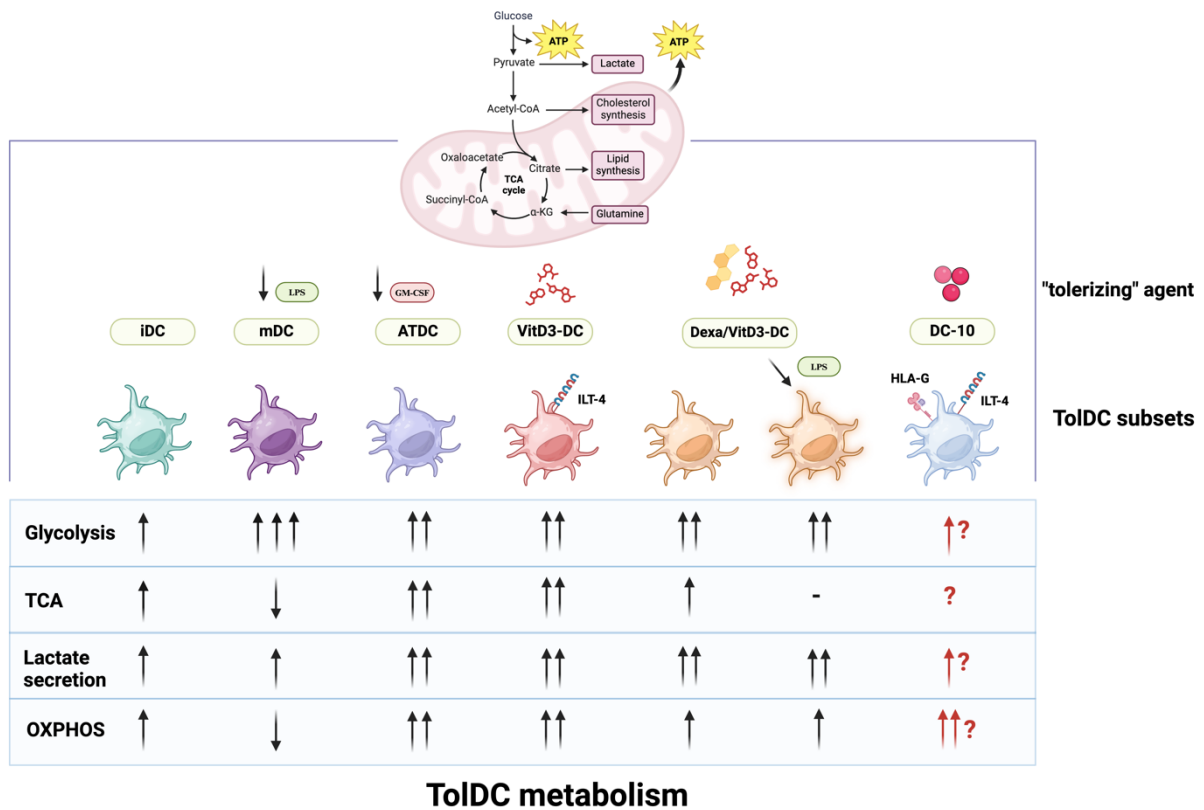 Glucose
ATP
ATP
Pyruvate
Lactate
Acetyl-CoA
Cholesterol
synthesis
Oxaloacetate
Citrate
Lipid
synthesis
TCA
cycle
Succinyl-CoA
α-KG
Glutamine
LPS
GM-CSF
"tolerizing" agent
iDC
mDC
ATDC
VitD3-DC
Dexa/VitD3-DC
DC-10
LPS
HLA-G
ILT-4
ILT-4
TolDC subsets
Glycolysis
?
TCA
-
?
Lactate
secretion
?
OXPHOS
?
TolDC metabolism